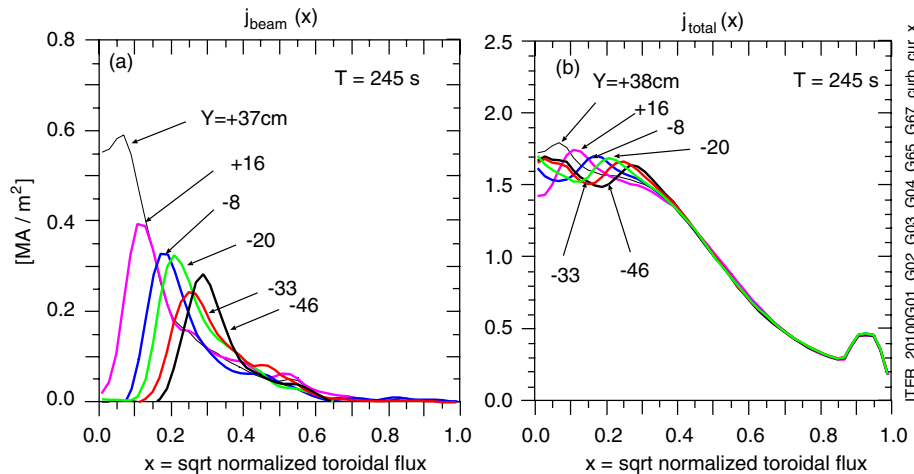 j_beam (x)
0.8
0.6
0.4
0.2
0.0
[MA / m²]
(a)
T = 245 s
Y=+37cm
+16
-8
-20
-33
-46
0.0 0.2 0.4 0.6 0.8 1.0
x = sqrt normalized toroidal flux
j_total(x)
2.5
2.0
1.5
1.0
0.5
0.0
(b)
T = 245 s
Y=+38cm
+16
-8
-20
-33
-46
0.0 0.2 0.4 0.6 0.8 1.0
x = sqrt normalized toroidal flux
ITER_20100G01_G02_G03_G04_G65_G67_curb_cur_x